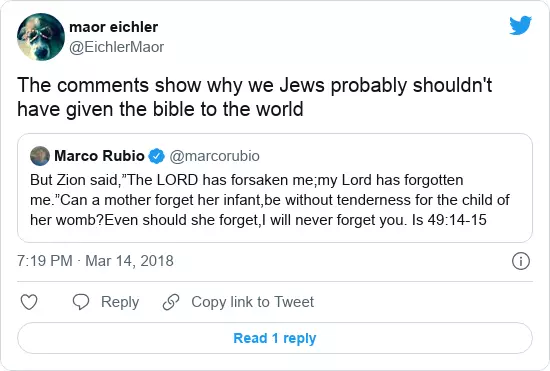 maor eichler
@EichlerMaor
The comments show why we Jews probably shouldn't
have given the bible to the world
Marco Rubio @marcorubio
But Zion said,”The LORD has forsaken me;my Lord has forgotten
me.”Can a mother forget her infant,be without tenderness for the child of
her womb?Even should she forget,I will never forget you. Is 49:14-15
7:19 PM · Mar 14, 2018
Reply Copy link to Tweet
Read 1 reply